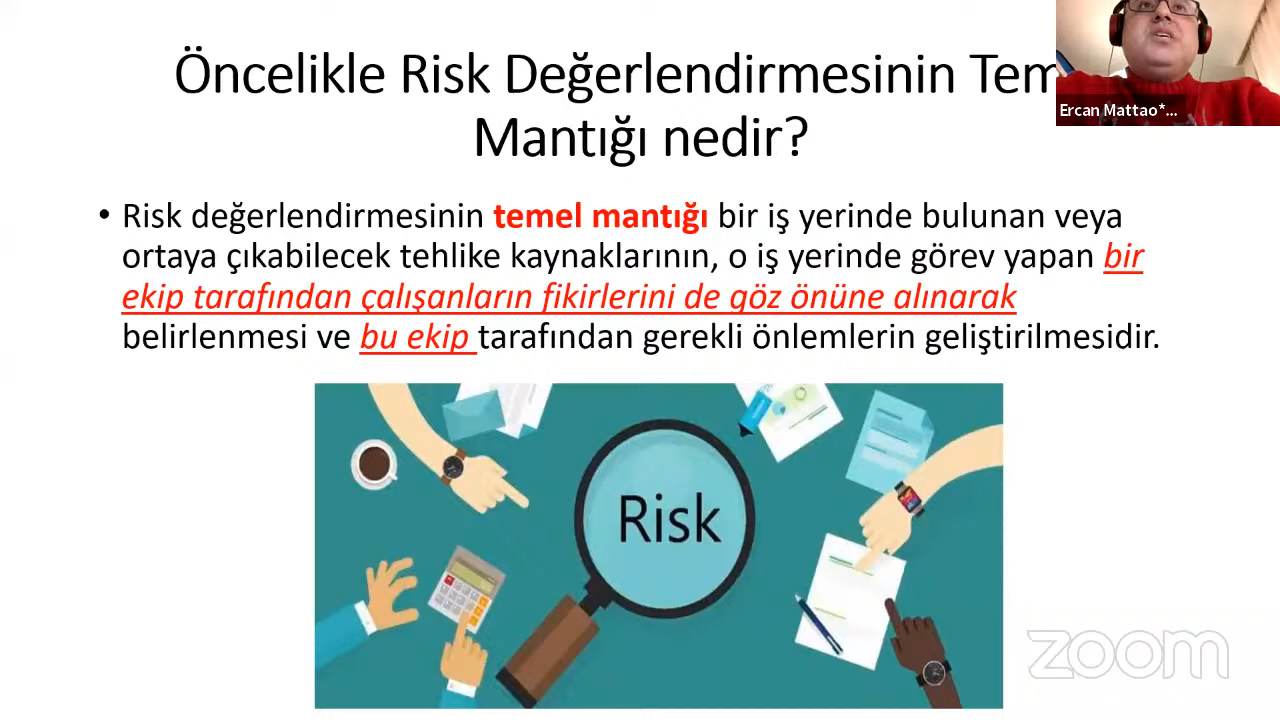 Öncelikle Risk Değerlendirmesinin Tem
Mantığı nedir?
Ercan Mattao*...
• Risk değerlendirmesinin temel mantığı bir iş yerinde bulunan veya
ortaya çıkabilecek tehlike kaynaklarının, o iş yerinde görev yapan bir
ekip tarafından çalışanların fikirlerini de göz önüne alınarak
belirlenmesi ve bu ekip tarafından gerekli önlemlerin geliştirilmesidir.
Risk
zoom